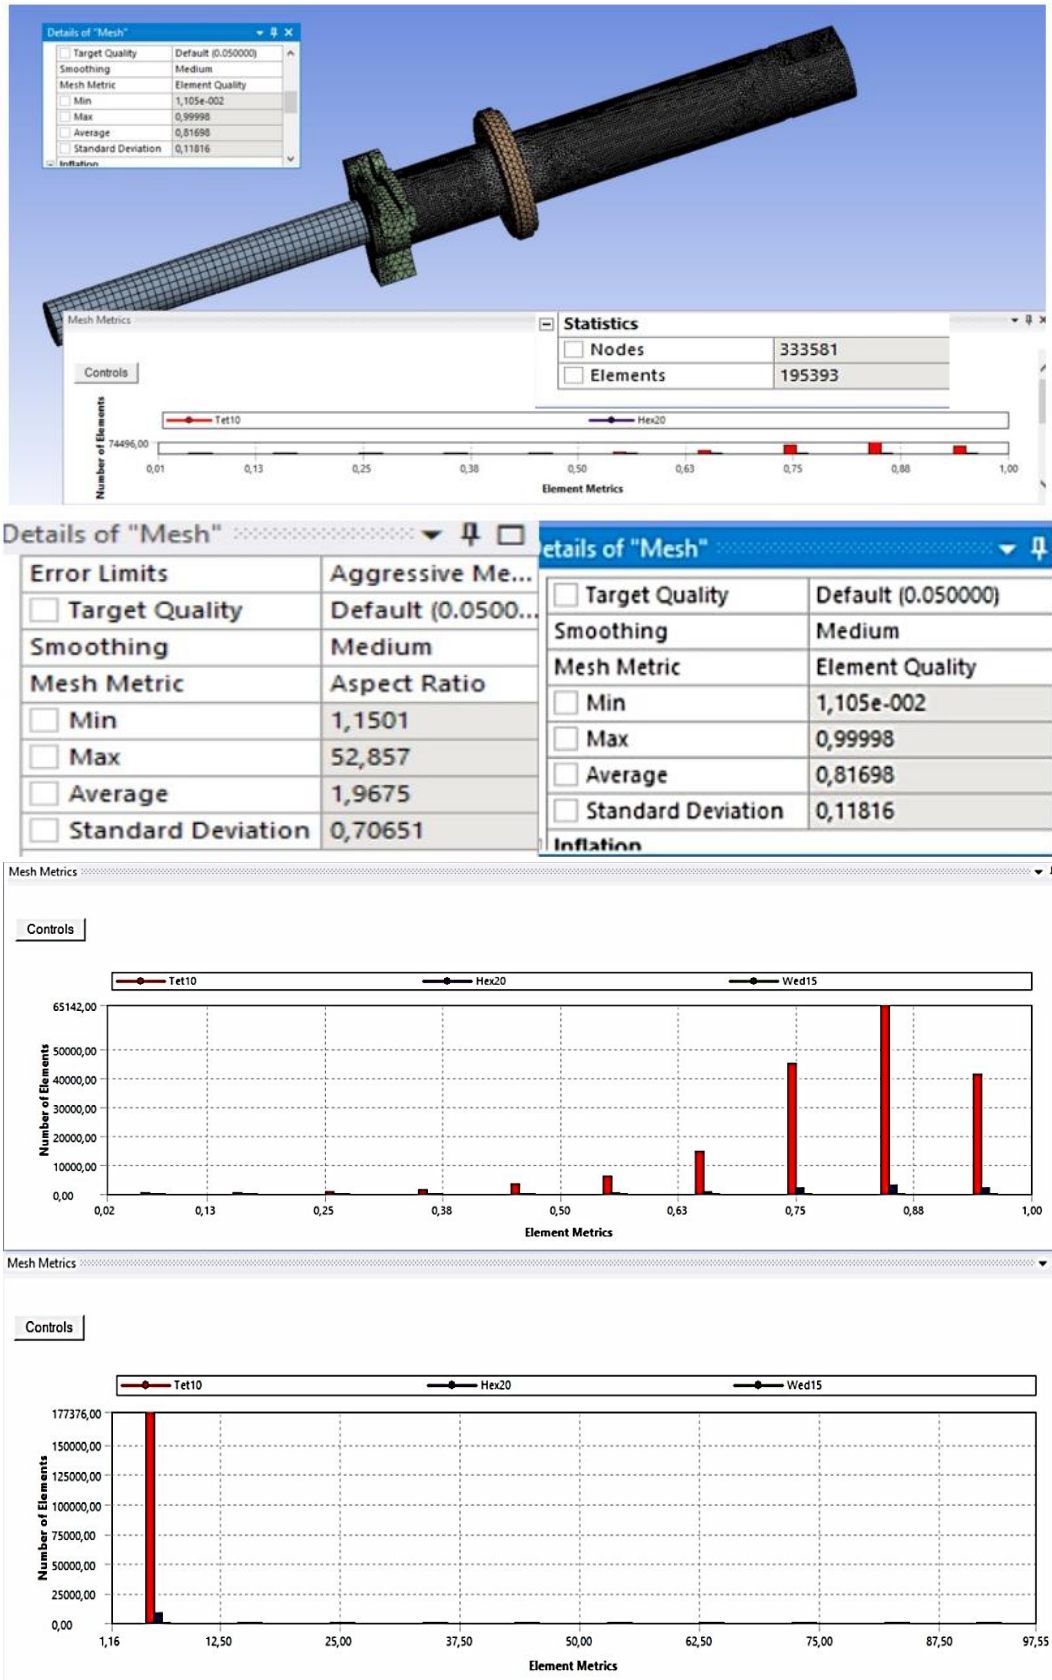 Details of "Mesh"
Target Quality Default (0.050000)
Smoothing Medium
Mesh Metric Element Quality
Min 1,105e-002
Max 0,99998
Average 0,81698
Standard Deviation 0,11816
Inflation
Mesh Metrics
Statistics
Nodes 333581
Elements 195393
Controls
Tet10 Hex20
Number of Elements
74496,00
0,01 0,13 0,25 0,38 0,50 0,63 0,75 0,88 1,00
Element Metrics
Details of "Mesh"
Error Limits Aggressive Me...
Target Quality Default (0.0500...
Smoothing Medium
Mesh Metric Aspect Ratio
Min 1,1501
Max 52,857
Average 1,9675
Standard Deviation 0,70651
etails of "Mesh"
Target Quality Default (0.050000)
Smoothing Medium
Mesh Metric Element Quality
Min 1,105e-002
Max 0,99998
Average 0,81698
Standard Deviation 0,11816
Inflation
Mesh Metrics
Controls
Tet10 Hex20 Wed15
Number of Elements
65142,00
50000,00
40000,00
30000,00
20000,00
10000,00
0,00
0,02 0,13 0,25 0,38 0,50 0,63 0,75 0,88 1,00
Element Metrics
Mesh Metrics
Controls
Tet10 Hex20 Wed15
Number of Elements
177376,00
150000,00
125000,00
100000,00
75000,00
50000,00
25000,00
0,00
1,16 12,50 25,00 37,50 50,00 62,50 75,00 87,50 97,55
Element Metrics